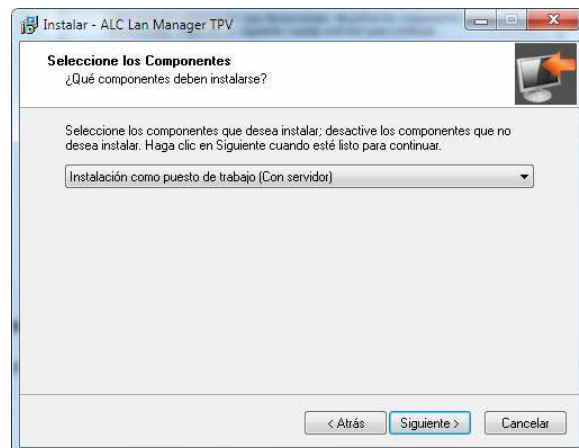 Instalar - ALC Lan Manager TPV
Seleccione los Componentes
¿Qué componentes deben instalarse?
Seleccione los componentes que desea instalar; desactive los componentes que no
desea instalar. Haga clic en Siguiente cuando esté listo para continuar.
Instalación como puesto de trabajo (Con servidor)
< Atrás
Siguiente >
Cancelar